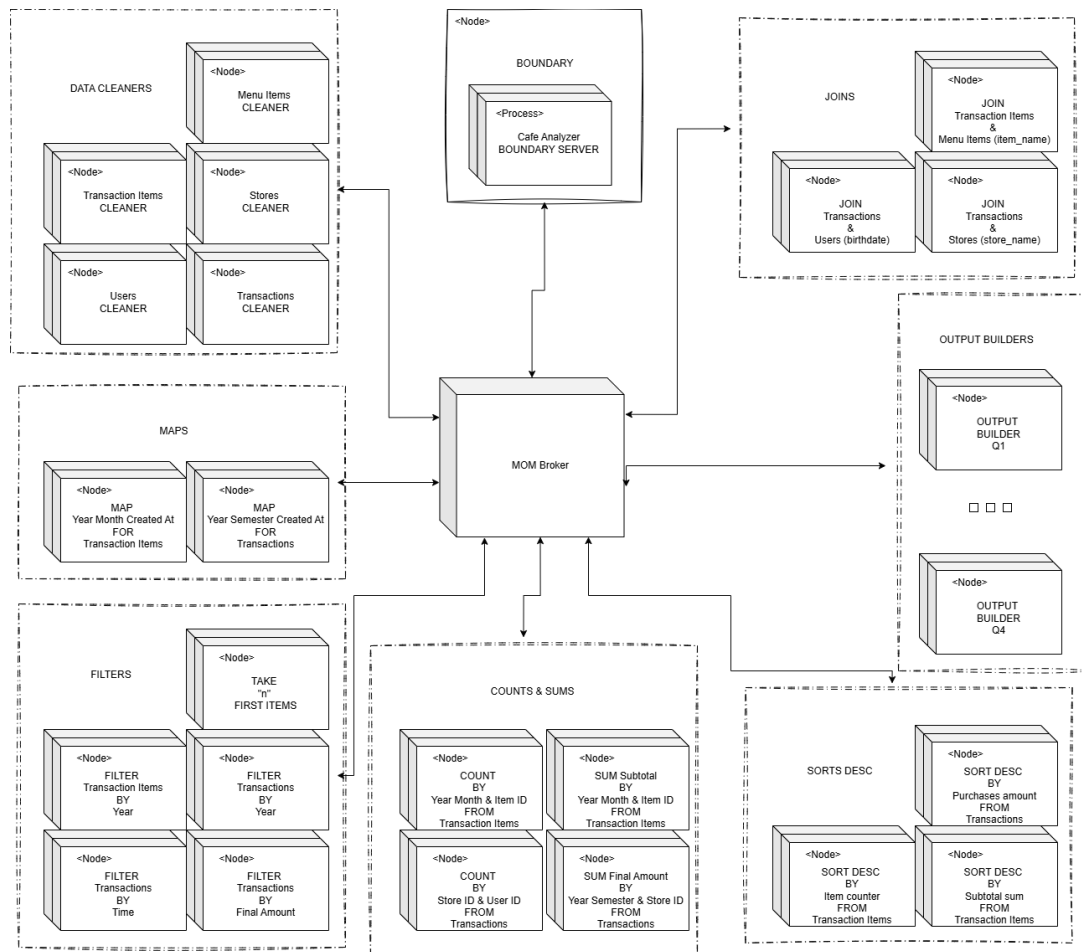 DATA CLEANERS
<Node>
Menu Items
CLEANER
<Node>
Transaction Items
CLEANER
<Node>
Stores
CLEANER
<Node>
Users
CLEANER
<Node>
Transactions
CLEANER
<Node>
BOUNDARY
<Process>
Cafe Analyzer
BOUNDARY SERVER
JOINS
<Node>
JOIN
Transaction Items
&
Menu Items (item_name)
<Node>
JOIN
Transactions
&
Users (birthdate)
<Node>
JOIN
Transactions
&
Stores (store_name)
MAPS
<Node>
MAP
Year Month Created At
FOR
Transaction Items
<Node>
MAP
Year Semester Created At
FOR
Transactions
MOM Broker
OUTPUT BUILDERS
<Node>
OUTPUT
BUILDER
Q1
<Node>
OUTPUT
BUILDER
Q4
FILTERS
<Node>
TAKE
"n"
FIRST ITEMS
<Node>
FILTER
Transaction Items
BY
Year
<Node>
FILTER
Transactions
BY
Year
<Node>
FILTER
Transactions
BY
Time
<Node>
FILTER
Transactions
BY
Final Amount
COUNTS & SUMS
<Node>
COUNT
BY
Year Month & Item ID
FROM
Transaction Items
<Node>
SUM Subtotal
BY
Year Month & Item ID
FROM
Transaction Items
<Node>
COUNT
BY
Store ID & User ID
FROM
Transactions
<Node>
SUM Final Amount
BY
Year Semester & Store ID
FROM
Transactions
SORTS DESC
<Node>
SORT DESC
BY
Purchases amount
FROM
Transactions
<Node>
SORT DESC
BY
Item counter
FROM
Transaction Items
<Node>
SORT DESC
BY
Subtotal sum
FROM
Transaction Items